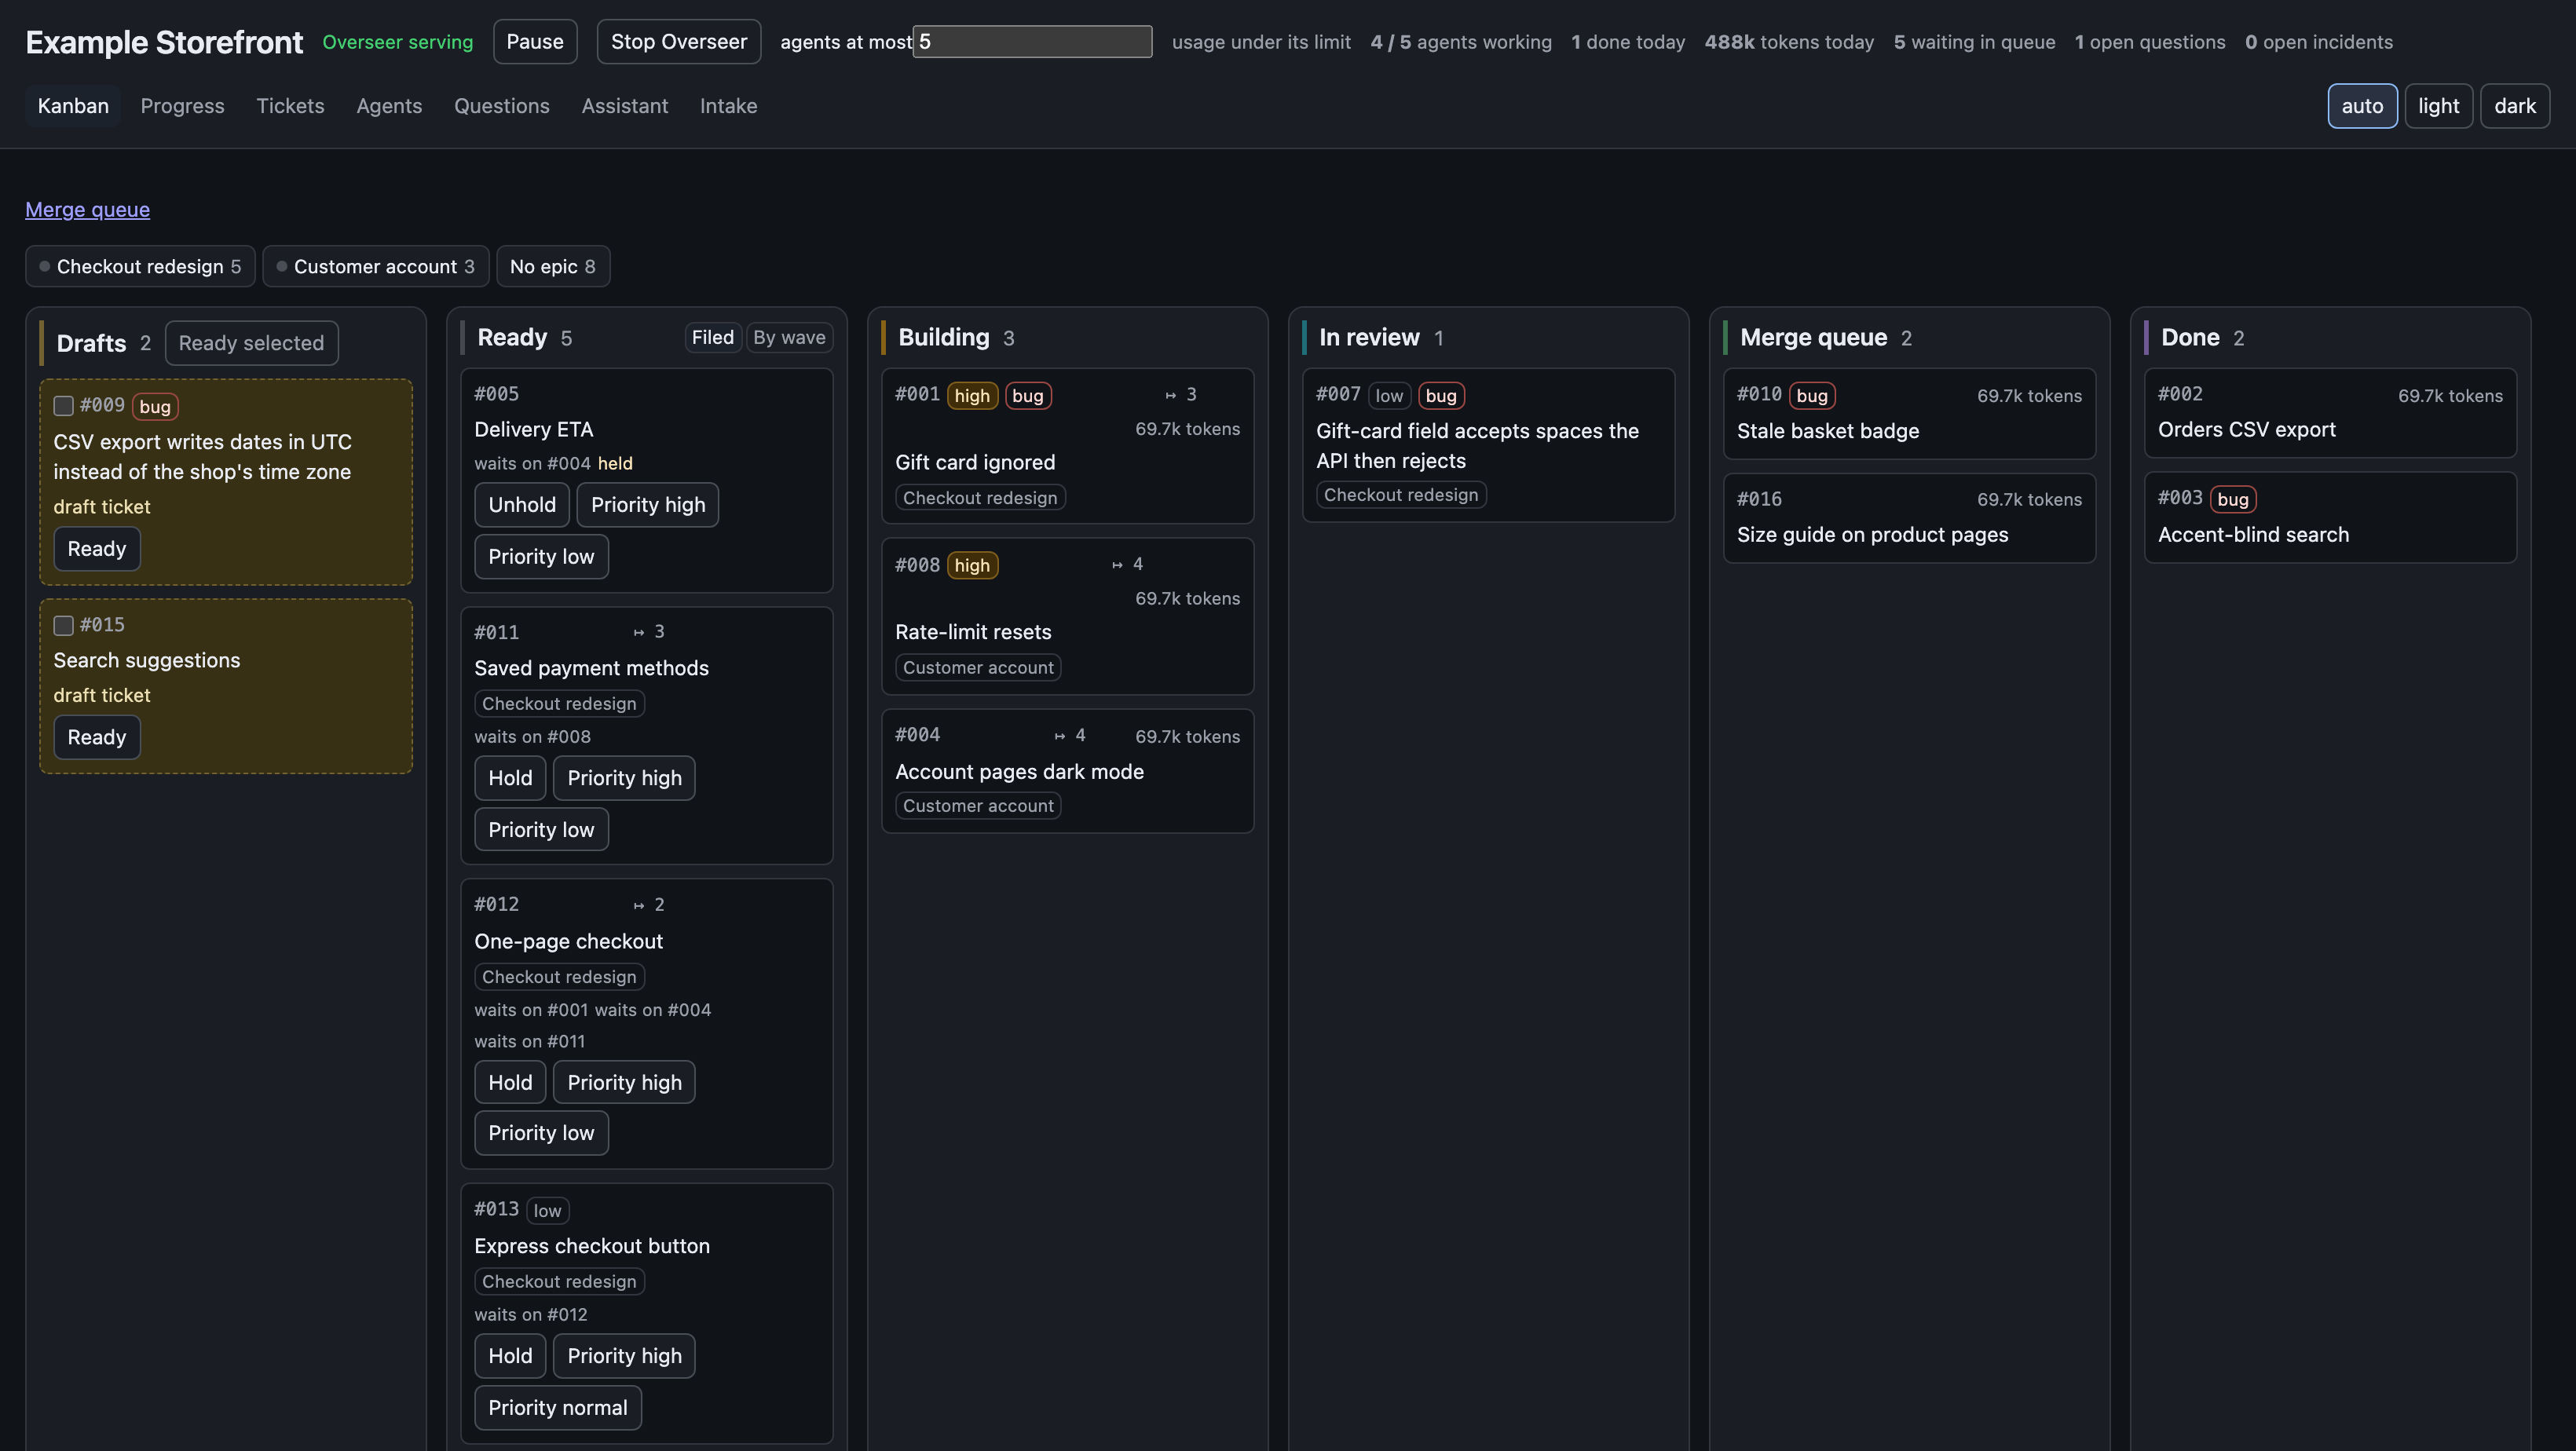 Example Storefront Overseer serving Pause Stop Overseer agents at most 5 usage under its limit 4 / 5 agents working 1 done today 488k tokens today 5 waiting in queue 1 open questions 0 open incidents
Kanban Progress Tickets Agents Questions Assistant Intake auto light dark
Merge queue
Checkout redesign 5 Customer account 3 No epic 8
Drafts 2 Ready selected
#009 bug
CSV export writes dates in UTC
instead of the shop's time zone
draft ticket
Ready
#015
Search suggestions
draft ticket
Ready
Ready 5 Filed By wave
#005
Delivery ETA
waits on #004 held
Unhold Priority high
Priority low
#011 ↦ 3
Saved payment methods
Checkout redesign
waits on #008
Hold Priority high
Priority low
#012 ↦ 2
One-page checkout
Checkout redesign
waits on #001 waits on #004
waits on #011
Hold Priority high
Priority low
#013 low
Express checkout button
Checkout redesign
waits on #012
Hold Priority high
Priority normal
Building 3
#001 high bug ↦ 3
69.7k tokens
Gift card ignored
Checkout redesign
#008 high ↦ 4
69.7k tokens
Rate-limit resets
Customer account
#004 ↦ 4 69.7k tokens
Account pages dark mode
Customer account
In review 1
#007 low bug
Gift-card field accepts spaces the
API then rejects
Checkout redesign
Merge queue 2
#010 bug 69.7k tokens
Stale basket badge
#016 69.7k tokens
Size guide on product pages
Done 2
#002 69.7k tokens
Orders CSV export
#003 bug
Accent-blind search